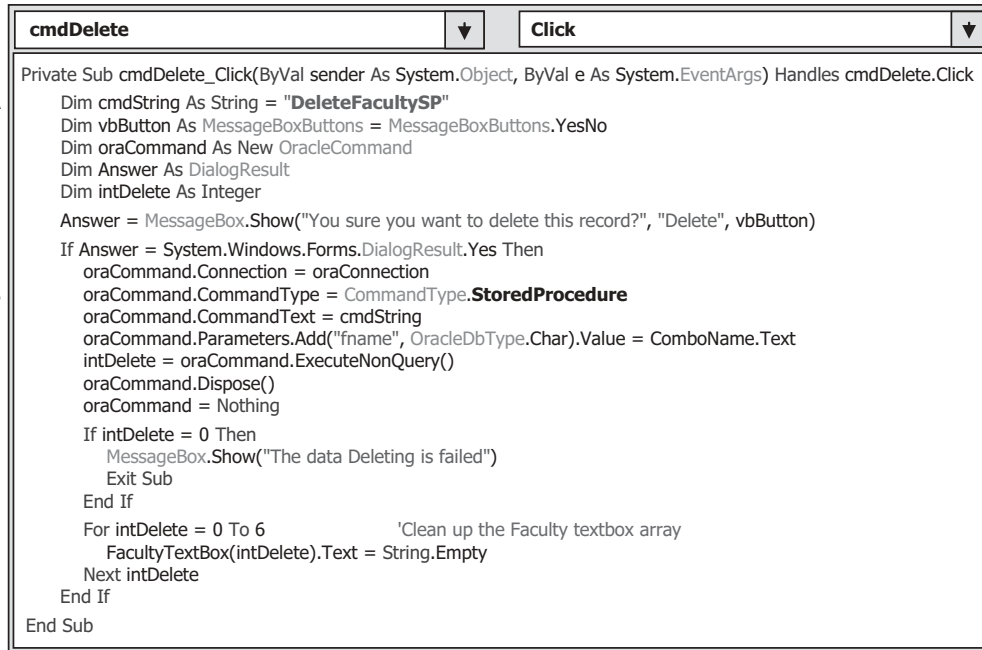 cmdDelete
Click
Private Sub cmdDelete_Click(ByVal sender As System.Object, ByVal e As System.EventArgs) Handles cmdDelete.Click
Dim cmdString As String = "DeleteFacultySP"
Dim vbButton As MessageBoxButtons = MessageBoxButtons.YesNo
Dim oraCommand As New OracleCommand
Dim Answer As DialogResult
Dim intDelete As Integer
Answer = MessageBox.Show("You sure you want to delete this record?", "Delete", vbButton)
If Answer = System.Windows.Forms.DialogResult.Yes Then
oraCommand.Connection = oraConnection
oraCommand.CommandType = CommandType.StoredProcedure
oraCommand.CommandText = cmdString
oraCommand.Parameters.Add("fname", OracleDbType.Char).Value = ComboName.Text
intDelete = oraCommand.ExecuteNonQuery()
oraCommand.Dispose()
oraCommand = Nothing
If intDelete = 0 Then
MessageBox.Show("The data Deleting is failed")
Exit Sub
End If
For intDelete = 0 To 6 'Clean up the Faculty textbox array
FacultyTextBox(intDelete).Text = String.Empty
Next intDelete
End If
End Sub